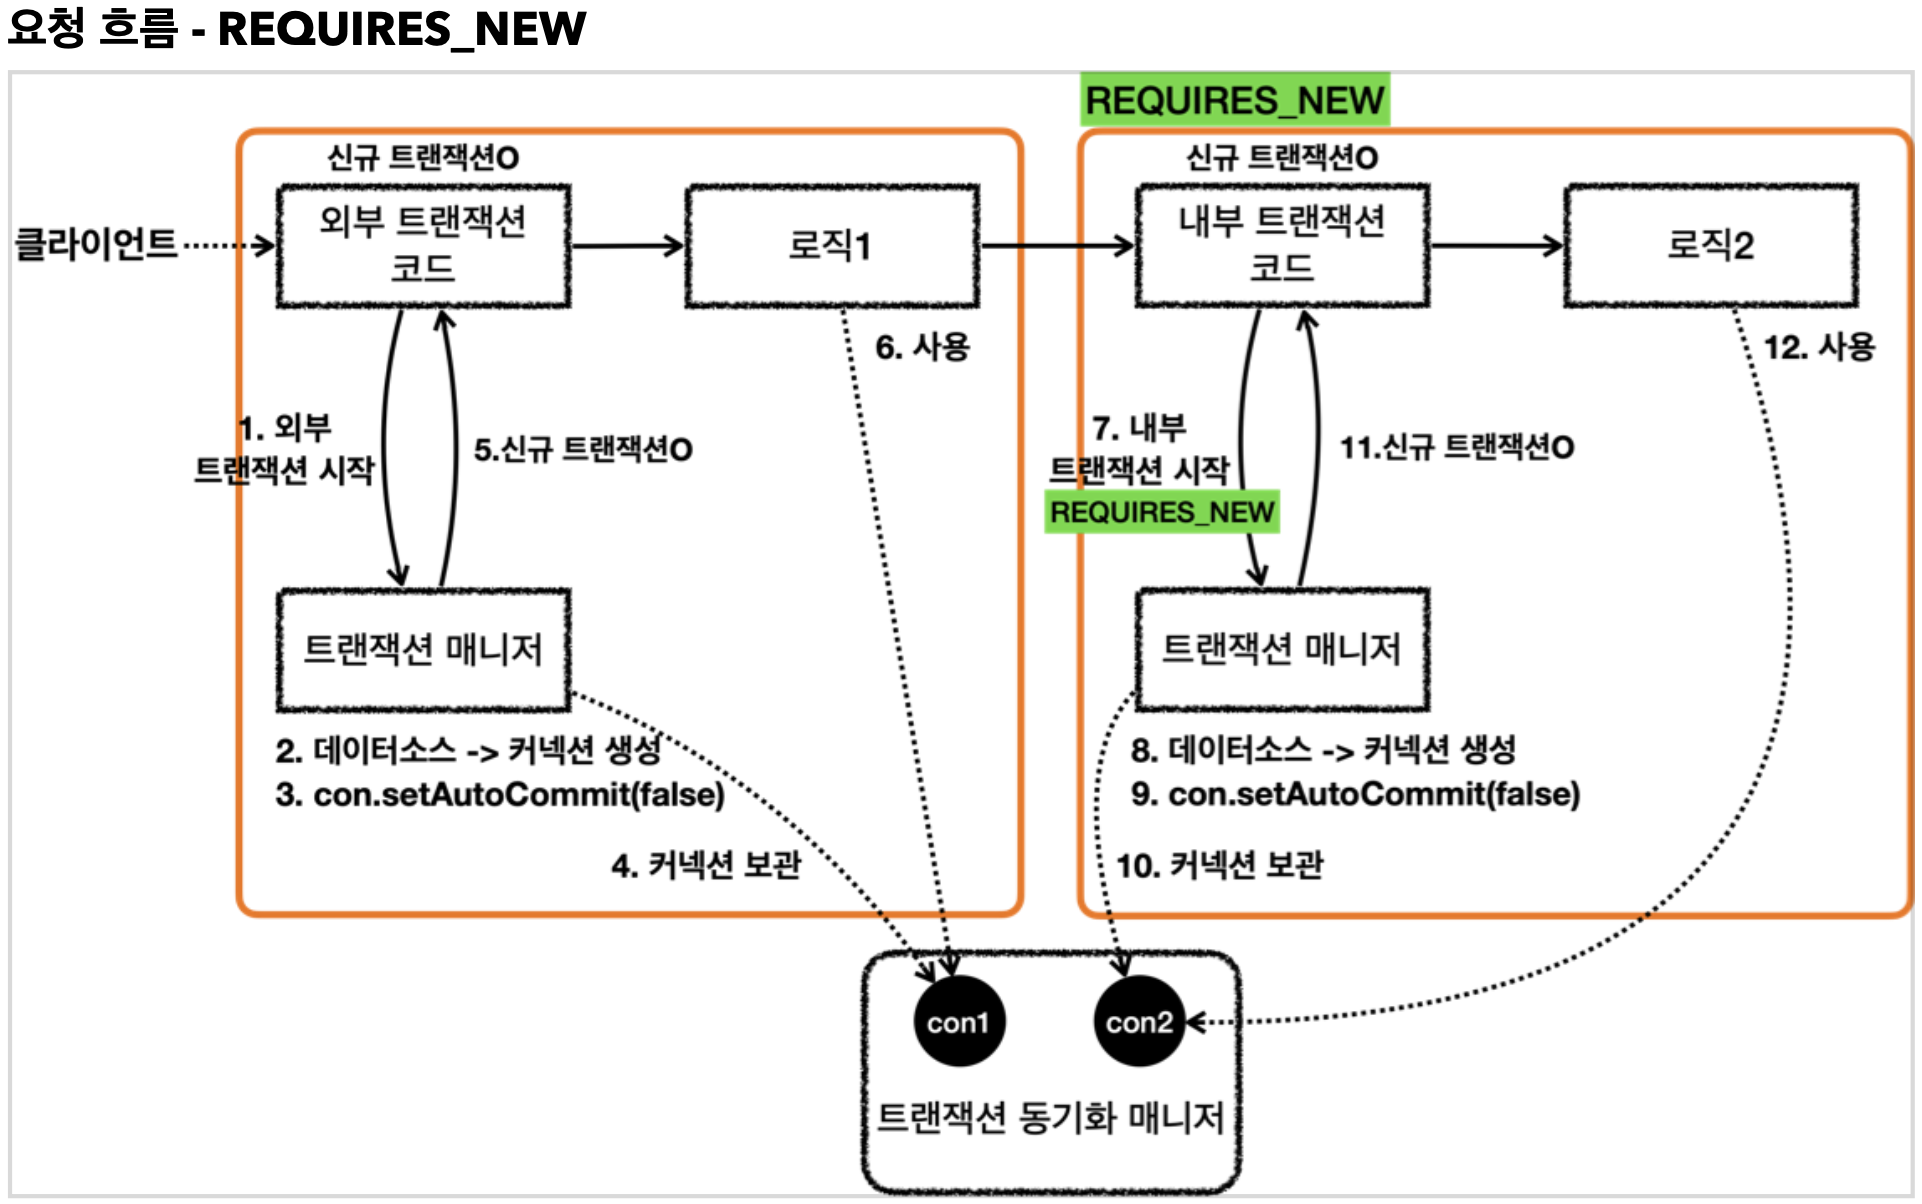 요청 흐름 - REQUIRES_NEW
REQUIRES_NEW
신규 트랜잭션O
신규 트랜잭션O
클라이언트
외부 트랜잭션
코드
로직1
내부 트랜잭션
코드
로직2
6. 사용
12. 사용
1. 외부
트랜잭션 시작
5.신규 트랜잭션O
7. 내부
트랜잭션 시작
REQUIRES_NEW
11.신규 트랜잭션O
트랜잭션 매니저
트랜잭션 매니저
2. 데이터소스 -> 커넥션 생성
3. con.setAutoCommit(false)
8. 데이터소스 -> 커넥션 생성
9. con.setAutoCommit(false)
4. 커넥션 보관
10. 커넥션 보관
con1
con2
트랜잭션 동기화 매니저